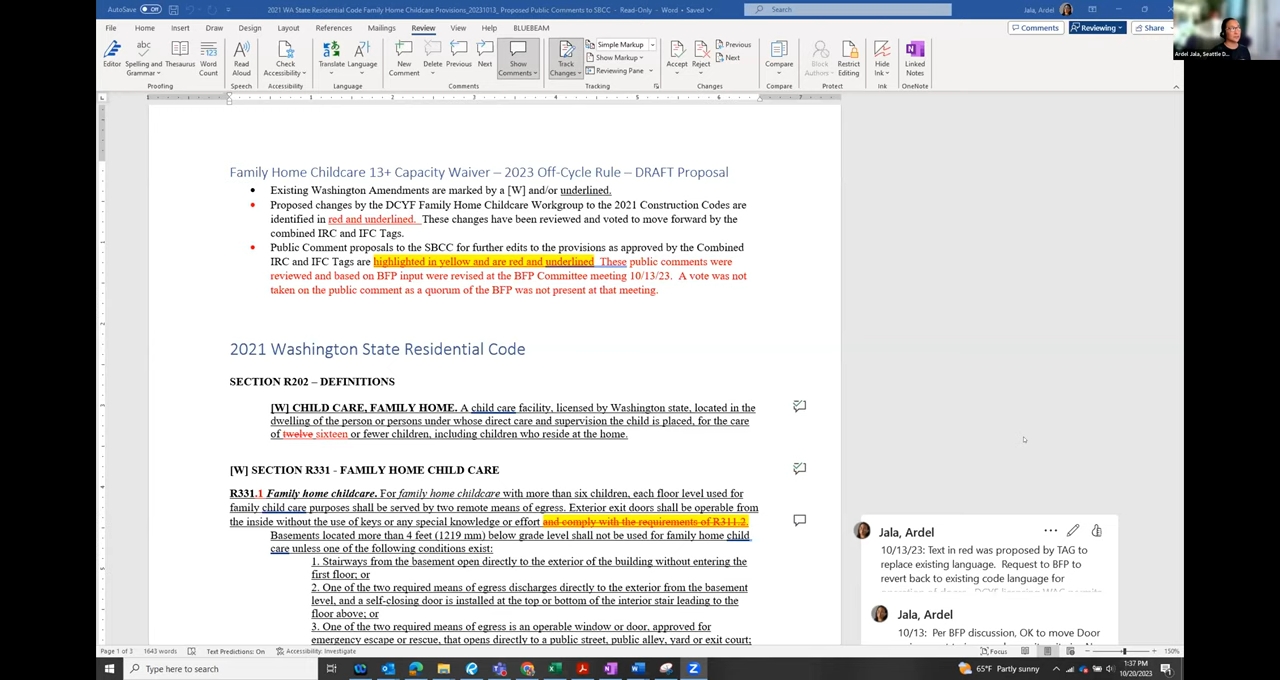 AutoSave Off
2021 WA State Residential Code Family Home Childcare Provisions_20231013_ Proposed Public Comments to SBCC - Read-Only - Word • Saved
Search
Jala, Ardel
File Home Insert Draw Design Layout References Mailings Review View Help BLUEBEAM
Comments Reviewing Share
Ardel Jala, Seattle D...
Editor
Spelling and Grammar
Thesaurus
Word Count
Read Aloud
Check Accessibility
Translate
Language
New Comment
Delete
Previous
Next
Show Comments
Track Changes
Simple Markup
Show Markup
Reviewing Pane
Accept
Reject
Previous
Next
Compare
Block Authors
Restrict Editing
Hide Ink
Linked Notes
Proofing Speech Accessibility Language Comments Tracking Changes Compare Protect Ink OneNote
Family Home Childcare 13+ Capacity Waiver – 2023 Off-Cycle Rule – DRAFT Proposal
• Existing Washington Amendments are marked by a [W] and/or underlined.
• Proposed changes by the DCYF Family Home Childcare Workgroup to the 2021 Construction Codes are
identified in red and underlined. These changes have been reviewed and voted to move forward by the
combined IRC and IFC Tags.
• Public Comment proposals to the SBCC for further edits to the provisions as approved by the Combined
IRC and IFC Tags are highlighted in yellow and are red and underlined. These public comments were
reviewed and based on BFP input were revised at the BFP Committee meeting 10/13/23. A vote was not
taken on the public comment as a quorum of the BFP was not present at that meeting.
2021 Washington State Residential Code
SECTION R202 – DEFINITIONS
[W] CHILD CARE, FAMILY HOME. A child care facility, licensed by Washington state, located in the
dwelling of the person or persons under whose direct care and supervision the child is placed, for the care
of twelve sixteen or fewer children, including children who reside at the home.
[W] SECTION R331 - FAMILY HOME CHILD CARE
R331.1 Family home childcare. For family home childcare with more than six children, each floor level used for
family child care purposes shall be served by two remote means of egress. Exterior exit doors shall be operable from
the inside without the use of keys or any special knowledge or effort and comply with the requirements of R311.2.
Basements located more than 4 feet (1219 mm) below grade level shall not be used for family home child
care unless one of the following conditions exist:
1. Stairways from the basement open directly to the exterior of the building without entering the
first floor; or
2. One of the two required means of egress discharges directly to the exterior from the basement
level, and a self-closing door is installed at the top or bottom of the interior stair leading to the
floor above; or
3. One of the two required means of egress is an operable window or door, approved for
emergency escape or rescue, that opens directly to a public street, public alley, yard or exit court;
Jala, Ardel
10/13/23: Text in red was proposed by TAG to
replace existing language. Request to BFP to
revert back to existing code language for
Jala, Ardel
10/13: Per BFP discussion, OK to move Door
Page 1 of 3 1643 words Text Predictions: On Accessibility: Investigate
Focus 150%
Type here to search
65°F Partly sunny
1:37 PM
10/20/2023